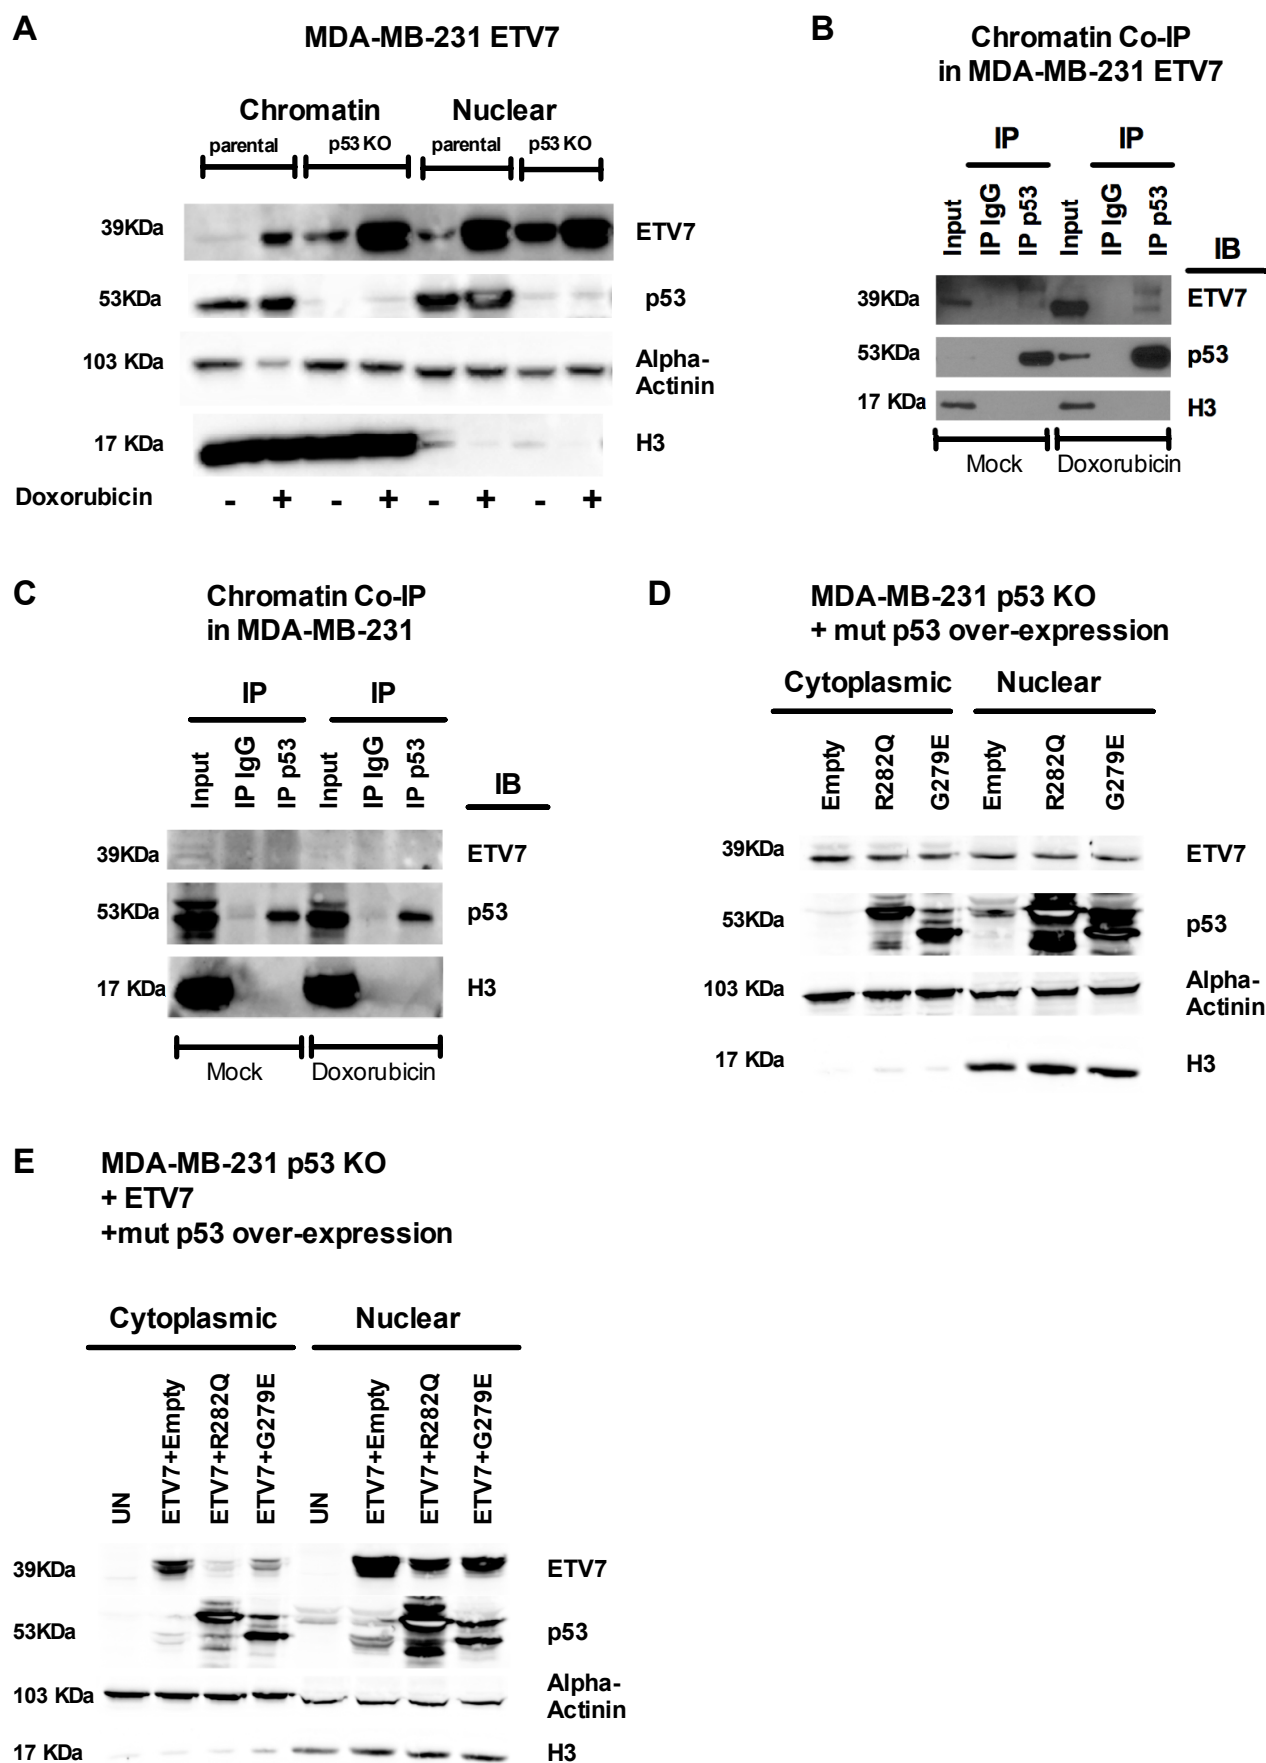 A
MDA-MB-231 ETV7
Chromatin Nuclear
parental p53 KO parental p53 KO
39KDa ETV7
53KDa p53
103 KDa Alpha-
Actinin
17 KDa H3
Doxorubicin - + - + - + - +
B
Chromatin Co-IP
in MDA-MB-231 ETV7
IP IP
Input IP IgG IP p53 Input IP IgG IP p53
IB
39KDa ETV7
53KDa p53
17 KDa H3
Mock Doxorubicin
C
Chromatin Co-IP
in MDA-MB-231
IP IP
Input IP IgG IP p53 Input IP IgG IP p53
IB
39KDa ETV7
53KDa p53
17 KDa H3
Mock Doxorubicin
D
MDA-MB-231 p53 KO
+ mut p53 over-expression
Cytoplasmic Nuclear
Empty R282Q G279E Empty R282Q G279E
39KDa ETV7
53KDa p53
103 KDa Alpha-
Actinin
17 KDa H3
E
MDA-MB-231 p53 KO
+ ETV7
+mut p53 over-expression
Cytoplasmic Nuclear
UN ETV7+Empty ETV7+R282Q ETV7+G279E UN ETV7+Empty ETV7+R282Q ETV7+G279E
39KDa ETV7
53KDa p53
103 KDa Alpha-
Actinin
17 KDa H3